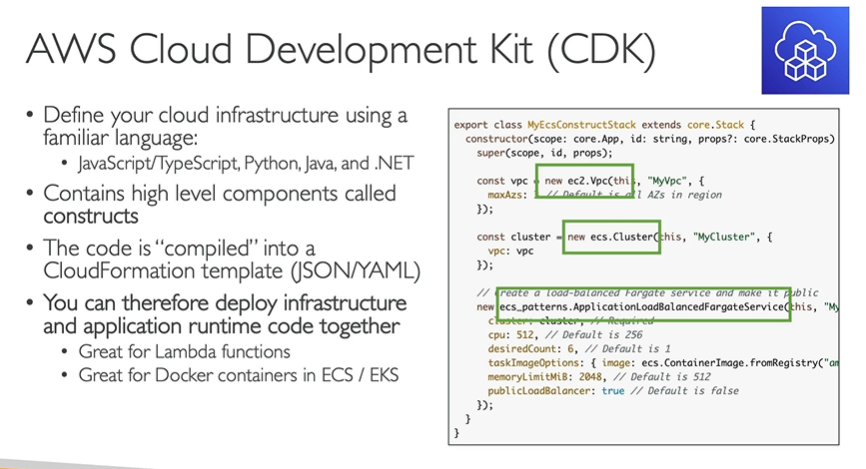 AWS Cloud Development Kit (CDK)
• Define your cloud infrastructure using a
familiar language:
• JavaScript/TypeScript, Python, Java, and .NET
• Contains high level components called
constructs
• The code is "compiled" into a
CloudFormation template (JSON/YAML)
• You can therefore deploy infrastructure
and application runtime code together
• Great for Lambda functions
• Great for Docker containers in ECS / EKS
export class MyEcsConstructStack extends core.Stack {
constructor(scope: core.App, id: string, props?: core.StackProps)
super(scope, id, props);
const vpc = new ec2.Vpc(this, "MyVpc", {
maxAzs: // Default is all AZs in region
});
const cluster = new ecs.Cluster(this, "MyCluster", {
vpc: vpc
});
// Create a load-balanced Fargate service and make it public
new ecs_patterns.ApplicationLoadBalancedFargateService(this, "My
cluster: cluster, // Required
cpu: 512, // Default is 256
desiredCount: 6, // Default is 1
taskImageOptions: { image: ecs.ContainerImage.fromRegistry("am
memoryLimitMiB: 2048, // Default is 512
publicLoadBalancer: true // Default is false
});
}
}